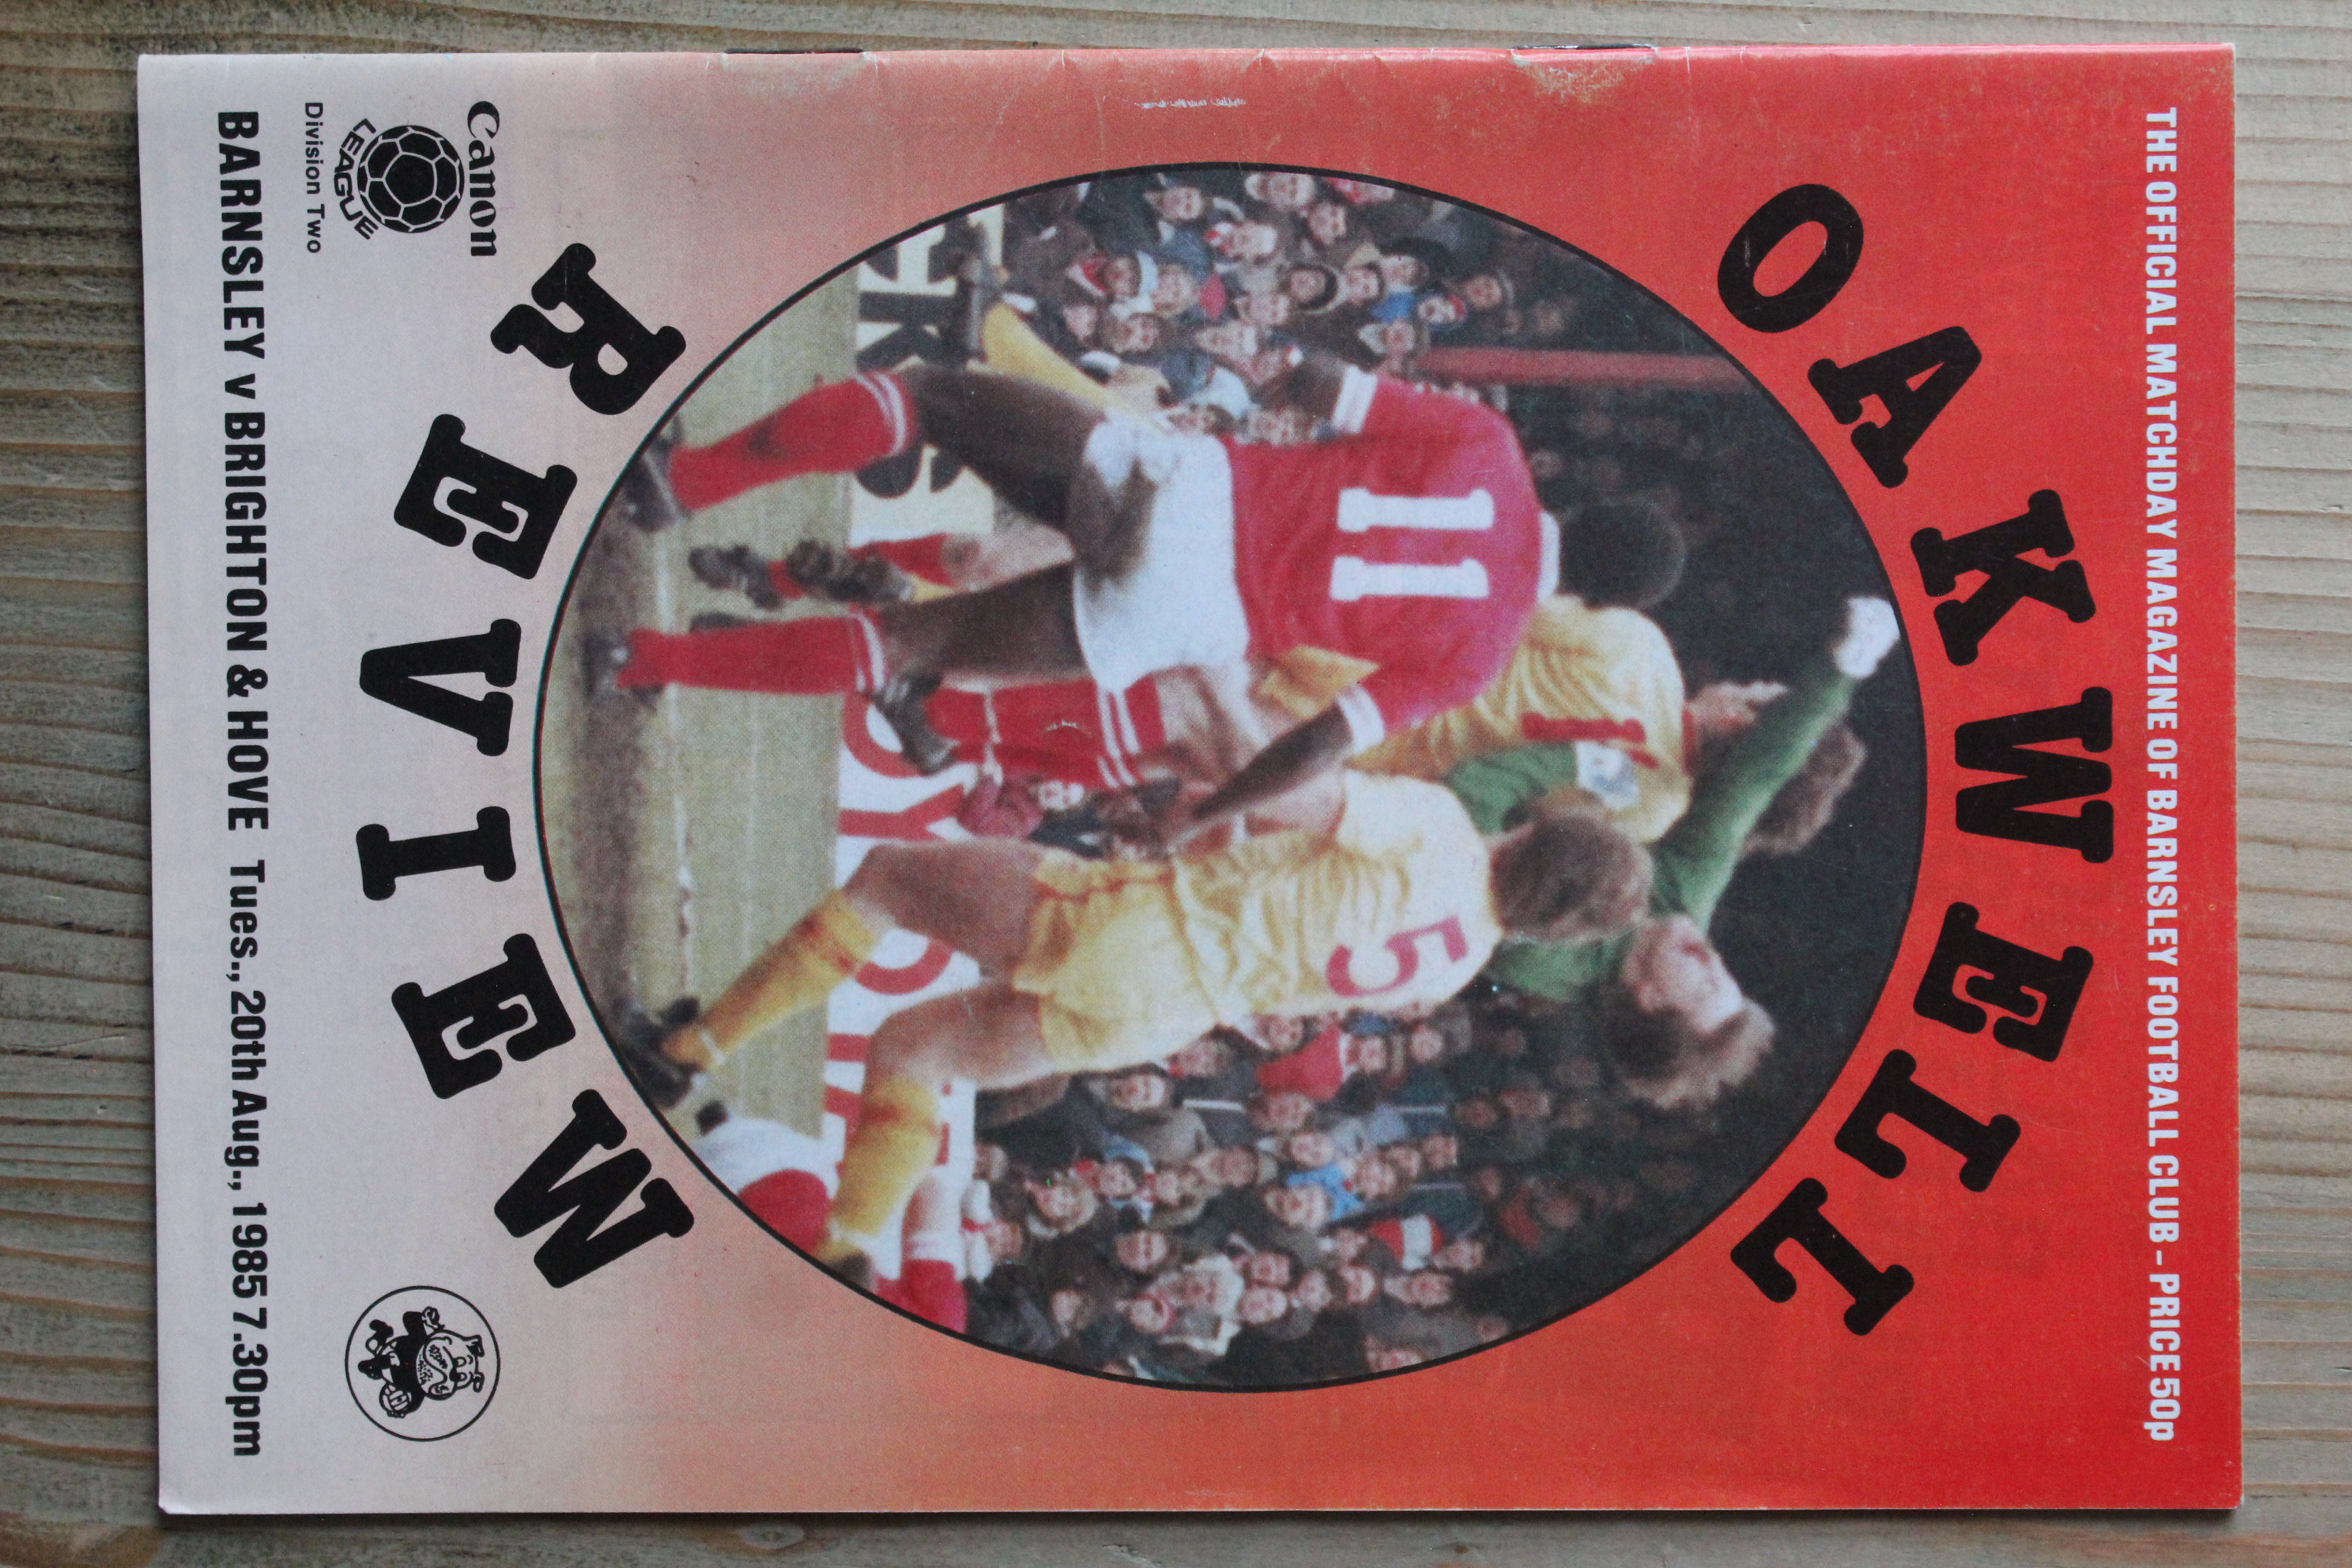 THE OFFICIAL MATCHDAY MAGAZINE OF BARNSLEY FOOTBALL CLUB – PRICE 50p
OAKWELL
11
5
REVIEW
Canon
LEAGUE
Division Two
BARNSLEY v BRIGHTON & HOVE Tues., 20th Aug., 1985 7.30pm